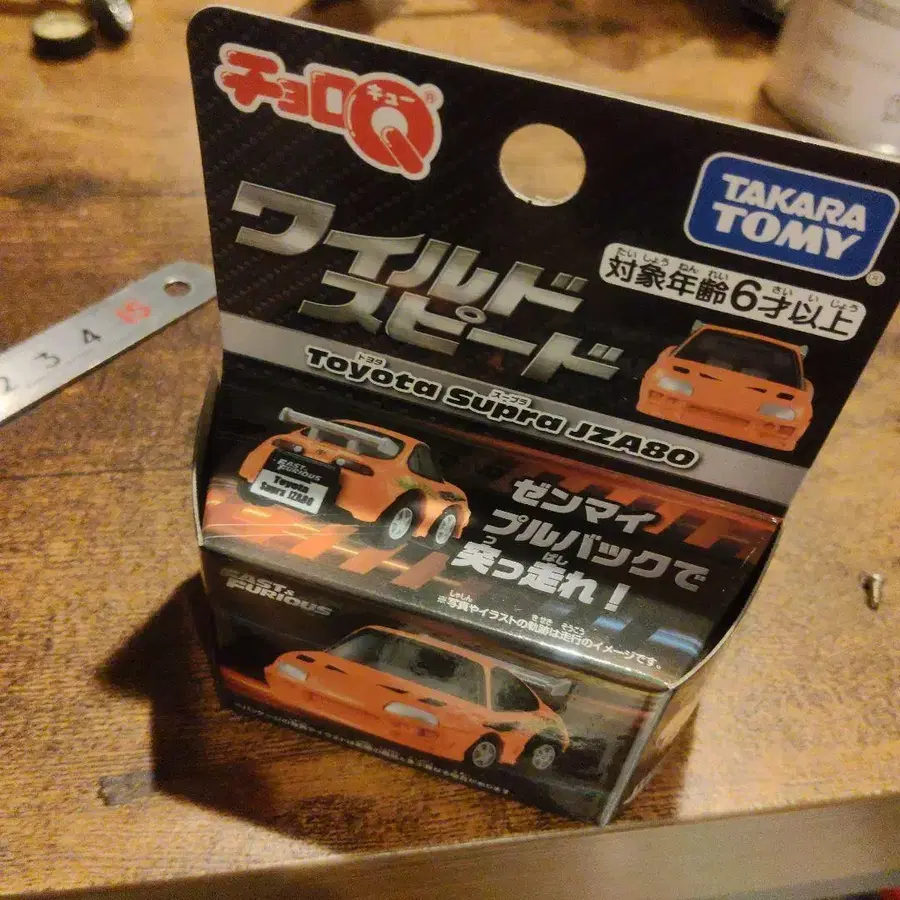 チョロQ
キュー
®
TAKARA
TOMY
®
ワイルド
スピード
たいしょうねんれい さいいじょう
対象年齢6才以上
トヨタ スープラ
Toyota Supra JZA80
FAST&
FURIOUS
Toyota
Supra JZA80
ゼンマイ
プルバックで
つ ぱし
突っ走れ!
しゃしん きせき そうこう
※写真やイラストの軌跡は走行のイメージです。
FAST&
FURIOUS
2 3 4 5